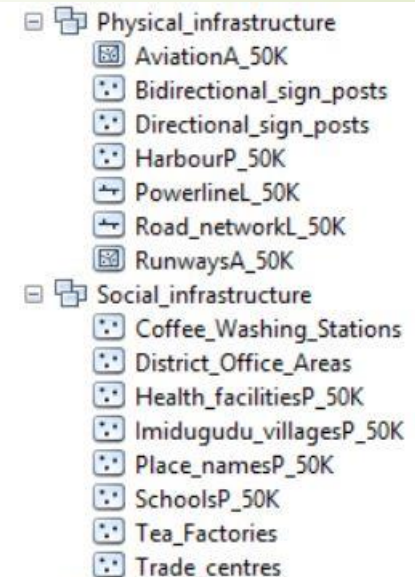 Physical_infrastructure
AviationA_50K
Bidirectional_sign_posts
Directional_sign_posts
HarbourP_50K
PowerlineL_50K
Road_networkL_50K
RunwaysA_50K
Social_infrastructure
Coffee_Washing_Stations
District_Office_Areas
Health_facilitiesP_50K
Imidugudu_villagesP_50K
Place_namesP_50K
SchoolsP_50K
Tea_Factories
Trade_centres